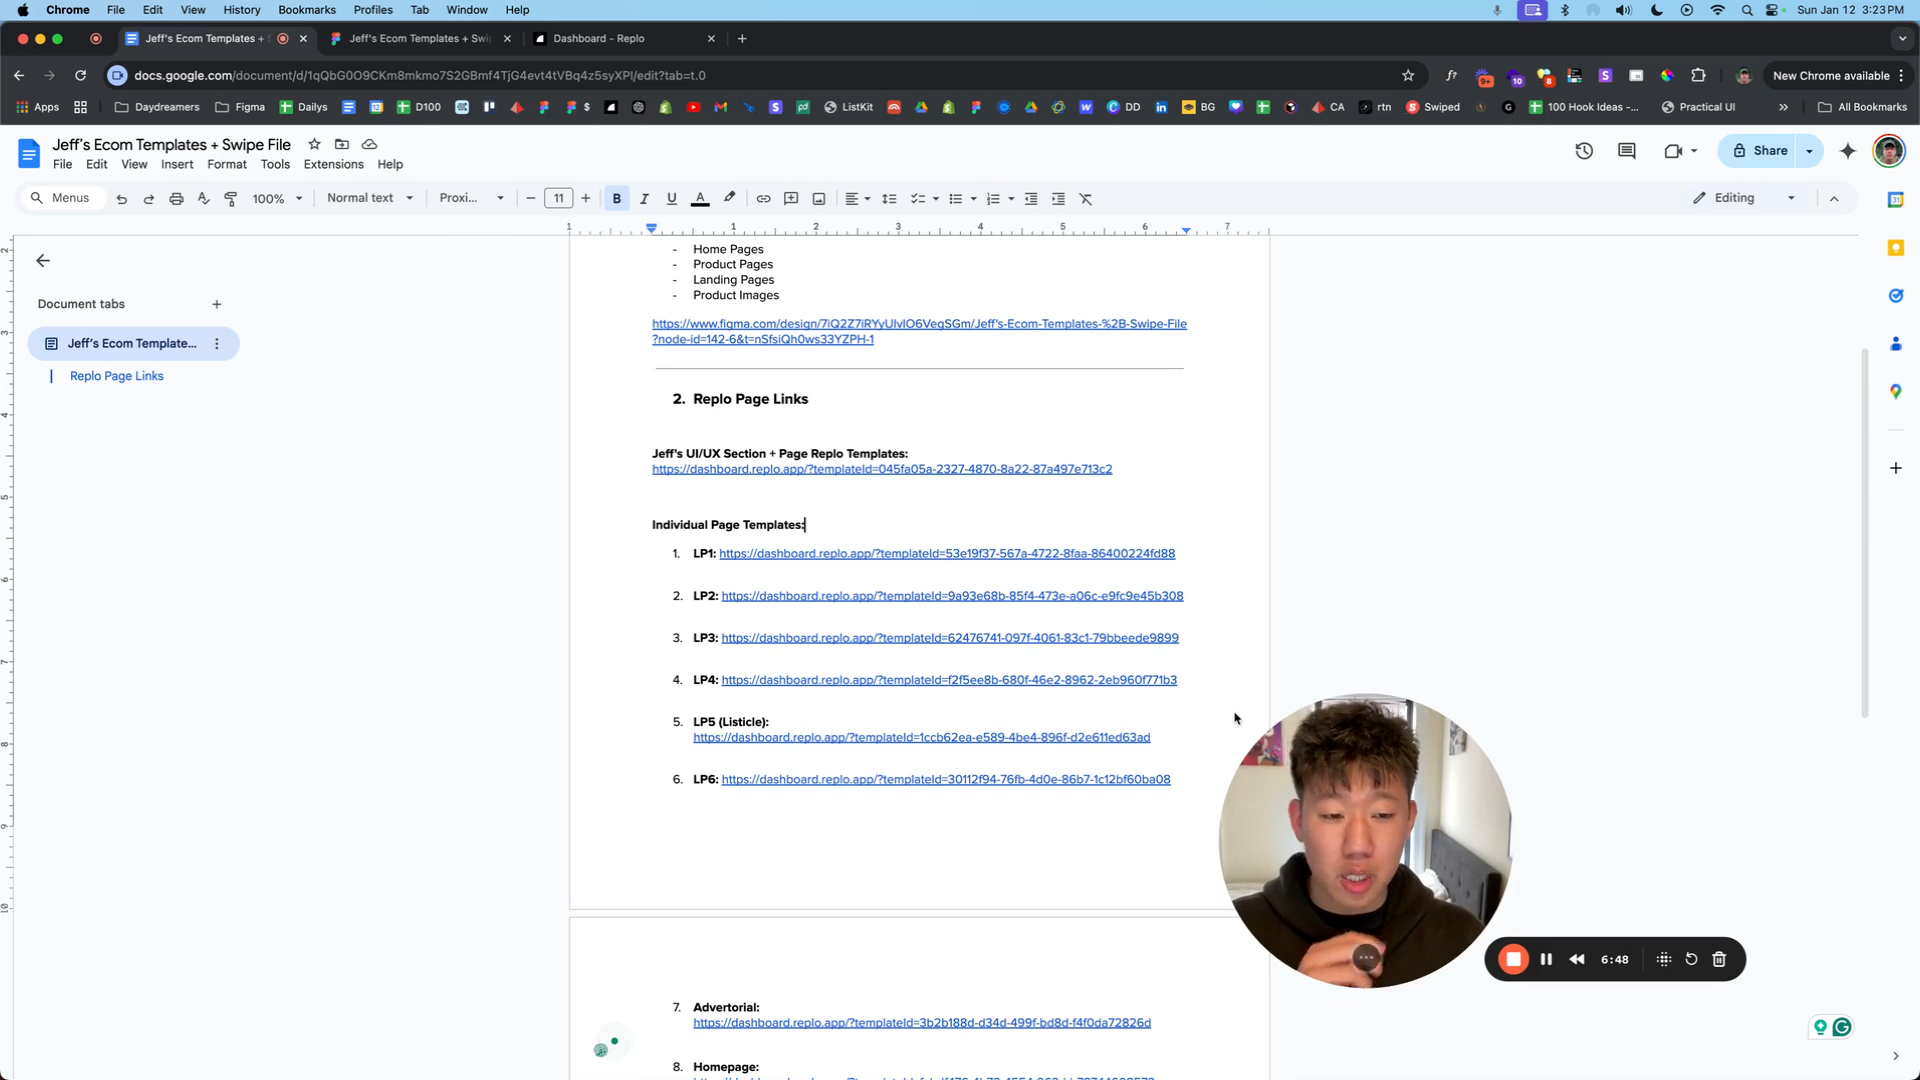 Chrome File Edit View History Bookmarks Profiles Tab Window Help
Sun Jan 12 3:23 PM
Jeff's Ecom Templates +
Jeff's Ecom Templates + Swip
Dashboard - Replo
docs.google.com/document/d/1qQbG0O9CKm8mkmo7S2GBmf4TjG4evt4tVBq4z5syXPI/edit?tab=t.0
New Chrome available
Apps Daydreamers Figma Dailys D100 $ ListKit DD BG CA rtn Swiped 100 Hook Ideas -... Practical UI All Bookmarks
Jeff's Ecom Templates + Swipe File
File Edit View Insert Format Tools Extensions Help
Share
Menus 100% Normal text Proxi... 11 Editing
Document tabs
Jeff's Ecom Template...
Replo Page Links
- Home Pages
- Product Pages
- Landing Pages
- Product Images
https://www.figma.com/design/7iQ2Z7iRYyUlvIO6VegSGm/Jeff's-Ecom-Templates-%2B-Swipe-File
?node-id=142-6&t=nSfsiQh0ws33YZPH-1
2. Replo Page Links
Jeff's UI/UX Section + Page Replo Templates:
https://dashboard.replo.app/?templateId=045fa05a-2327-4870-8a22-87a497e713c2
Individual Page Templates:
1. LP1: https://dashboard.replo.app/?templateId=53e19f37-567a-4722-8faa-86400224fd88
2. LP2: https://dashboard.replo.app/?templateId=9a93e68b-85f4-473e-a06c-e9fc9e45b308
3. LP3: https://dashboard.replo.app/?templateId=62476741-097f-4061-83c1-79bbeede9899
4. LP4: https://dashboard.replo.app/?templateId=f2f5ee8b-680f-46e2-8962-2eb960f771b3
5. LP5 (Listicle):
https://dashboard.replo.app/?templateId=1ccb62ea-e589-4be4-896f-d2e611ed63ad
6. LP6: https://dashboard.replo.app/?templateId=30112f94-76fb-4d0e-86b7-1c12bf60ba08
6:48
7. Advertorial:
https://dashboard.replo.app/?templateId=3b2b188d-d34d-499f-bd8d-f4f0da72826d
8. Homepage: